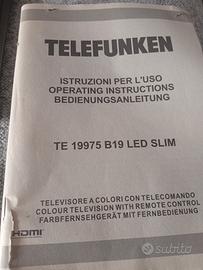 TELEFUNKEN
ISTRUZIONI PER L'USO
OPERATING INSTRUCTIONS
BEDIENUNGSANLEITUNG
TE 19975 B19 LED SLIM
TELEVISORE A COLORI CON TELECOMANDO
COLOUR TELEVISION WITH REMOTE CONTROL
FARBFERNSEHGERÄT MIT FERNBEDIENUNG
HDMI
subito